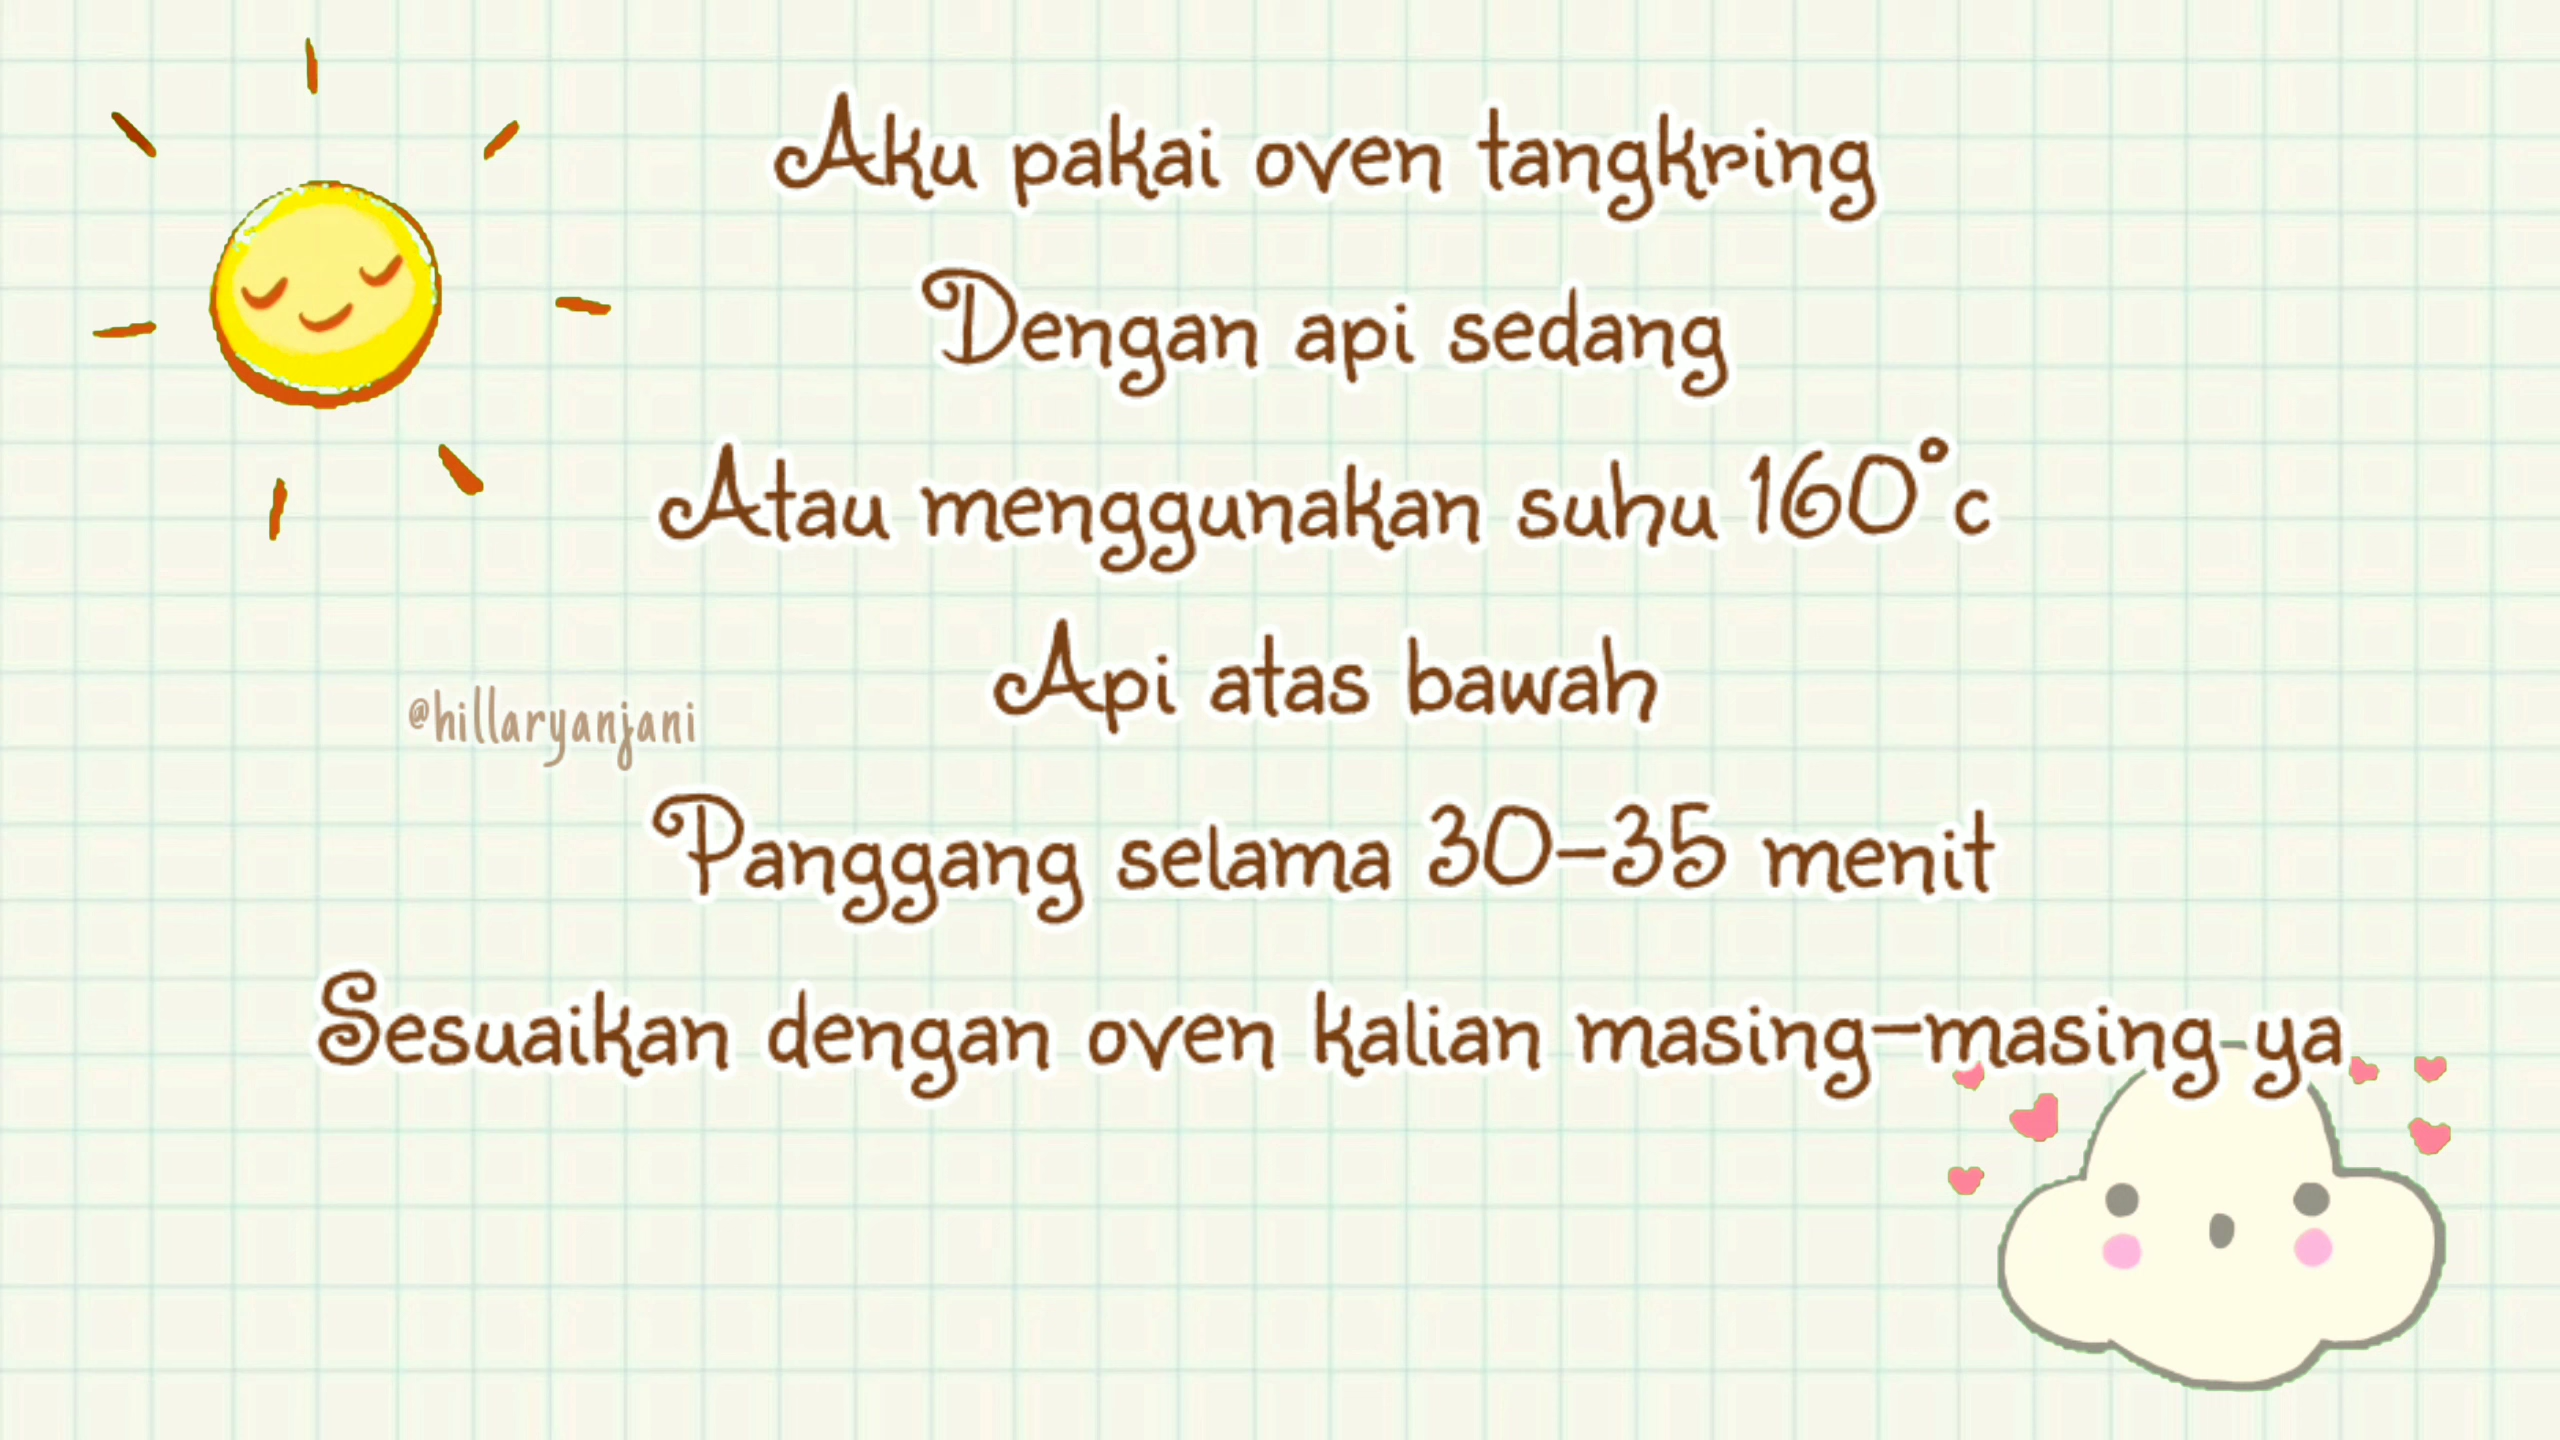 Aku pakai oven tangkring
Dengan api sedang
Atau menggunakan suhu 160°c
Api atas bawah
@hillaryanjani
Panggang selama 30-35 menit
Sesuaikan dengan oven kalian masing-masing ya